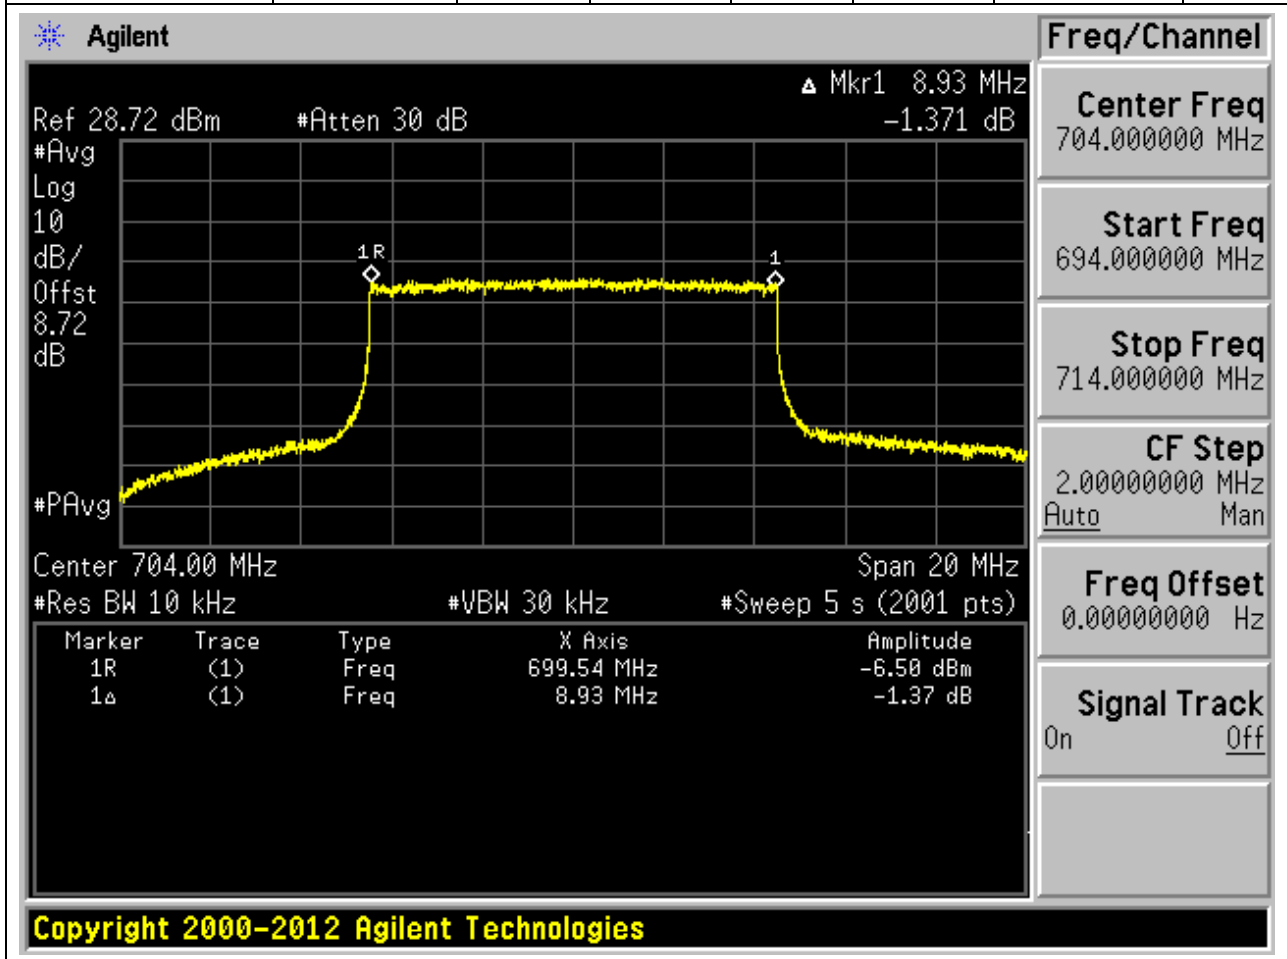 Agilent
Freq/Channel
Δ Mkr1 8.93 MHz
Ref 28.72 dBm #Atten 30 dB -1.371 dB
#Avg
Log
10
dB/
Offst
8.72
dB
#PAvg
1R
1
Center 704.00 MHz Span 20 MHz
#Res BW 10 kHz #VBW 30 kHz #Sweep 5 s (2001 pts)
Marker Trace Type X Axis Amplitude
1R (1) Freq 699.54 MHz -6.50 dBm
1Δ (1) Freq 8.93 MHz -1.37 dB
Center Freq
704.000000 MHz
Start Freq
694.000000 MHz
Stop Freq
714.000000 MHz
CF Step
2.00000000 MHz
Auto Man
Freq Offset
0.00000000 Hz
Signal Track
On Off
Copyright 2000-2012 Agilent Technologies